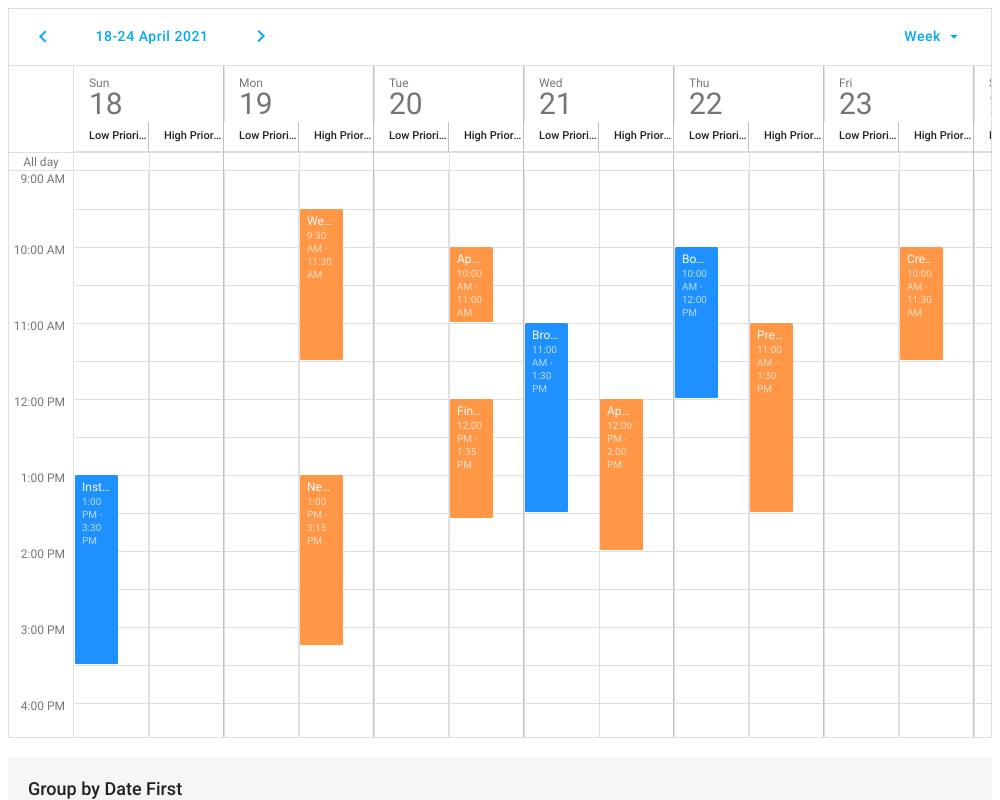 18-24 April 2021
Week
Sun
18
Mon
19
Tue
20
Wed
21
Thu
22
Fri
23
Low Priori...
High Prior...
Low Priori...
High Prior...
Low Priori...
High Prior...
Low Priori...
High Prior...
Low Priori...
High Prior...
Low Priori...
High Prior...
All day
9:00 AM
10:00 AM
11:00 AM
12:00 PM
1:00 PM
2:00 PM
3:00 PM
4:00 PM
Inst...
1:00
PM -
3:30
PM
We...
9:30
AM -
11:30
AM
Ne...
1:00
PM -
3:15
PM
Ap...
10:00
AM -
11:00
AM
Fin...
12:00
PM -
1:35
PM
Bro...
11:00
AM -
1:30
PM
Ap...
12:00
PM -
2:00
PM
Bo...
10:00
AM -
12:00
PM
Pre...
11:00
AM -
1:30
PM
Cre...
10:00
AM -
11:30
AM
Group by Date First